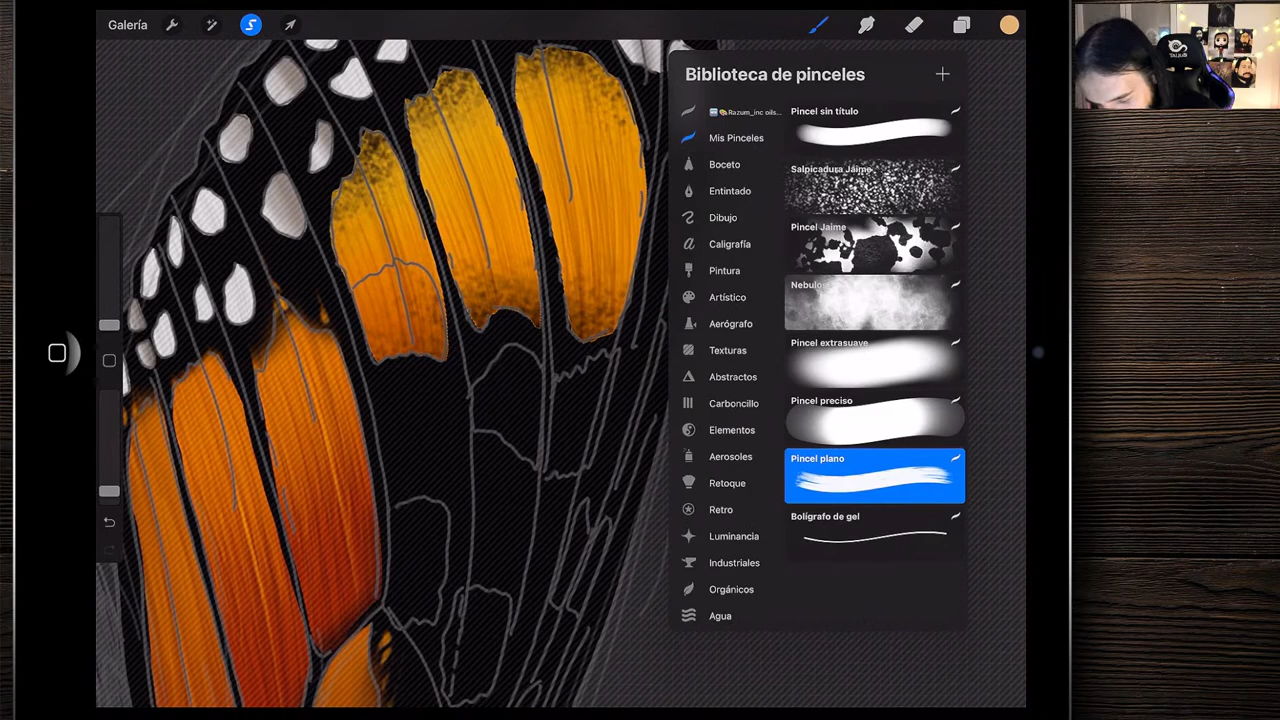 Galería
Biblioteca de pinceles
Razum_inc oils...
Mis Pinceles
Boceto
Entintado
Dibujo
Caligrafía
Pintura
Artístico
Aerógrafo
Texturas
Abstractos
Carboncillo
Elementos
Aerosoles
Retoque
Retro
Luminancia
Industriales
Orgánicos
Agua
Pincel sin título
Salpicadura Jaime
Pincel Jaime
Pincel extrasuave
Pincel preciso
Pincel plano
Bolígrafo de gel